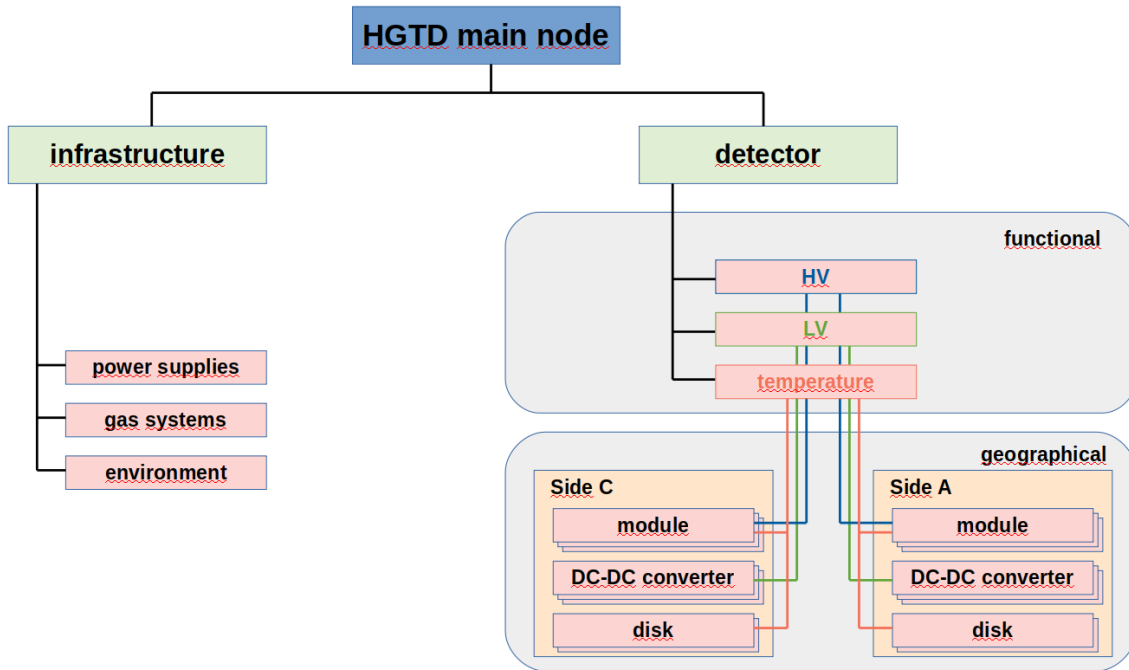 HGTD main node
infrastructure
detector
functional
HV
LV
temperature
power supplies
gas systems
environment
geographical
Side C
Side A
module
module
DC-DC converter
DC-DC converter
disk
disk